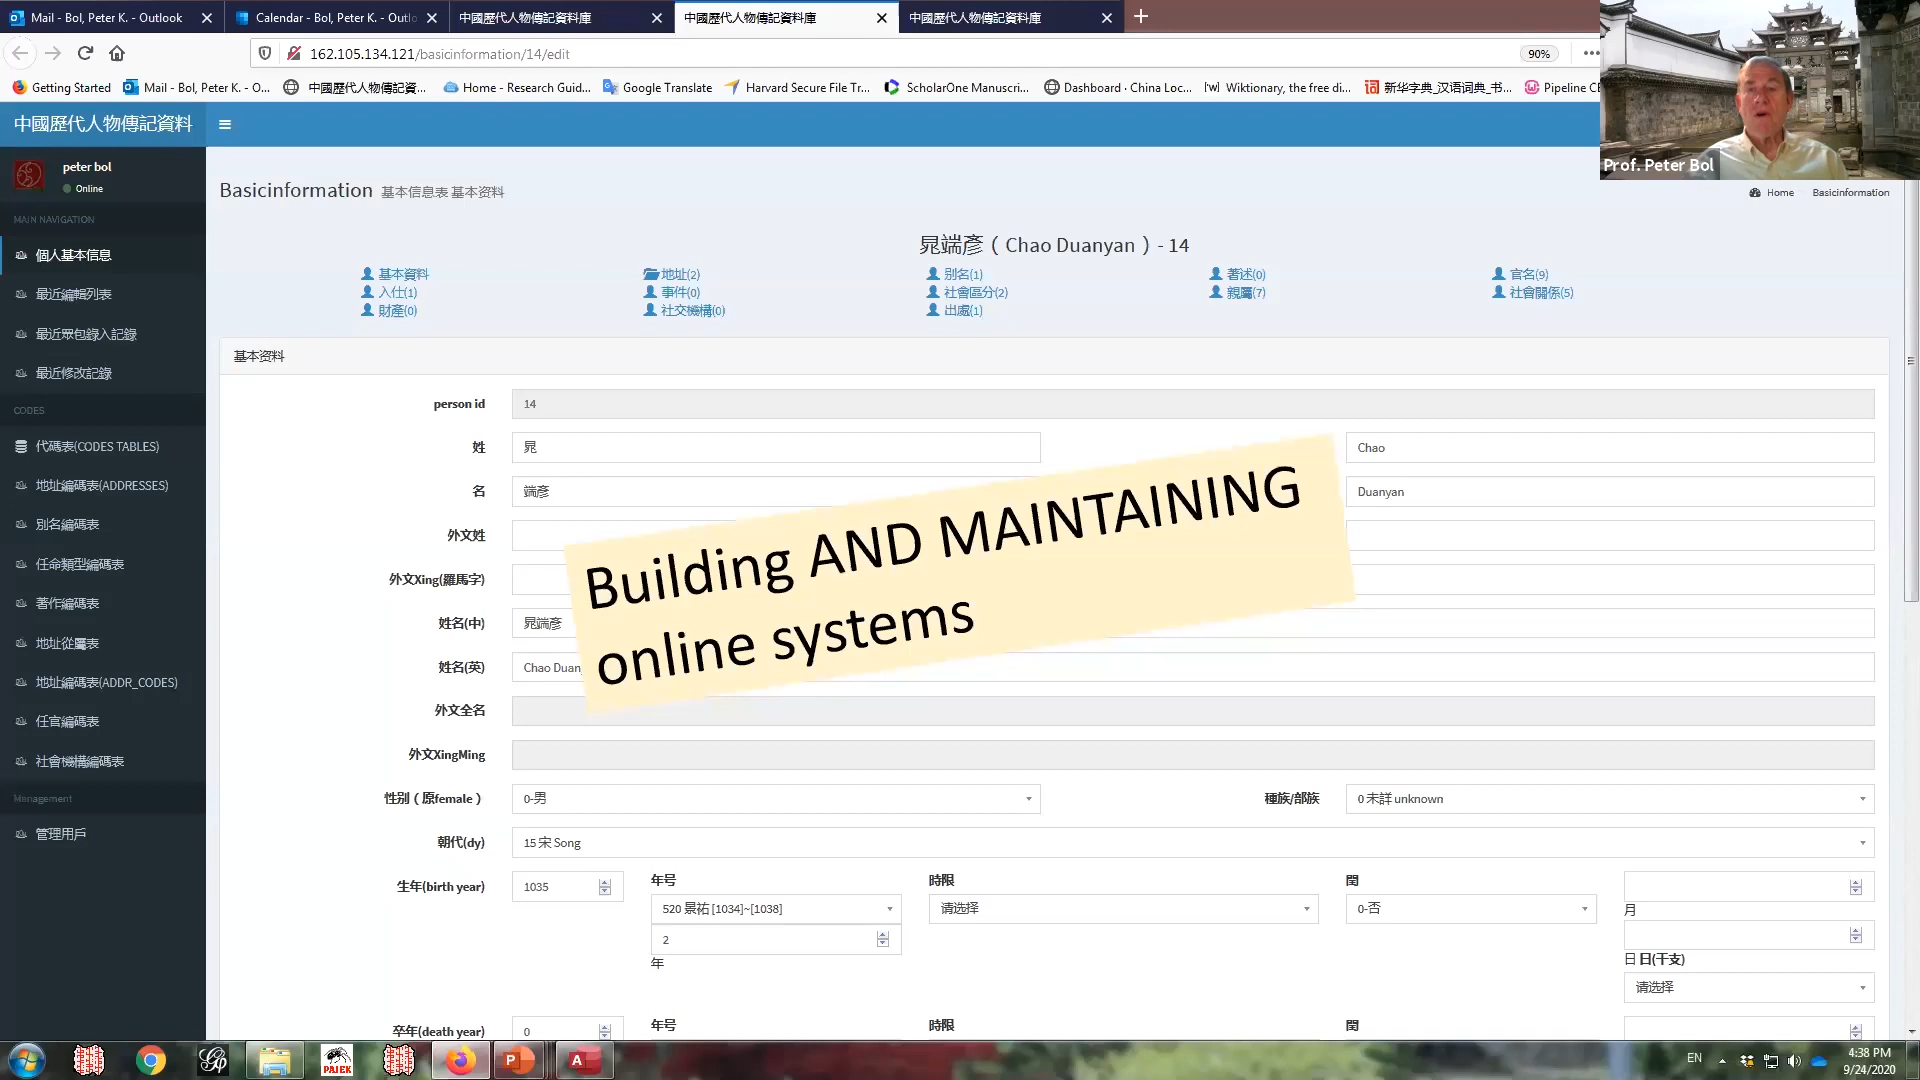 Mail - Bol, Peter K. - Outlook
Calendar - Bol, Peter K. - Outlo
中國歷代人物傳記資料庫
中國歷代人物傳記資料庫
中國歷代人物傳記資料庫
162.105.134.121/basicinformation/14/edit
90%
Getting Started
Mail - Bol, Peter K. - O...
中國歷代人物傳記資...
Home - Research Guid...
Google Translate
Harvard Secure File Tr...
ScholarOne Manuscri...
Dashboard · China Loc...
Wiktionary, the free di...
新华字典_汉语词典_书...
Pipeline CE
Prof. Peter Bol
中國歷代人物傳記資料
peter bol
Online
MAIN NAVIGATION
個人基本信息
最近編輯列表
最近眾包錄入記錄
最近修改記錄
CODES
代碼表(CODES TABLES)
地址編碼表(ADDRESSES)
別名編碼表
任命類型編碼表
著作編碼表
地址從屬表
地址編碼表(ADDR_CODES)
任官編碼表
社會機構編碼表
Management
管理用戶
Basicinformation 基本信息表 基本资料
Home Basicinformation
晁端彥 ( Chao Duanyan ) - 14
基本資料 地址(2) 别名(1) 著述(0) 官名(9)
入仕(1) 事件(0) 社會區分(2) 親屬(7) 社會關係(5)
財產(0) 社交機構(0) 出處(1)
基本资料
person id 14
姓 晁 Chao
名 端彥 Duanyan
外文姓
外文Xing(羅馬字)
姓名(中) 晁端彥
姓名(英) Chao Duan
外文全名
外文XingMing
Building AND MAINTAINING
online systems
性别 ( 原female ) 0-男 種族/部族 0 未詳 unknown
朝代(dy) 15 宋 Song
生年(birth year) 1035 年号 時限 閏
520 景祐 [1034]~[1038] 请选择 0-否 月
2
年 日 日(干支)
请选择
卒年(death year) 0 年号 時限 閏
PAJEK
EN
4:38 PM
9/24/2020